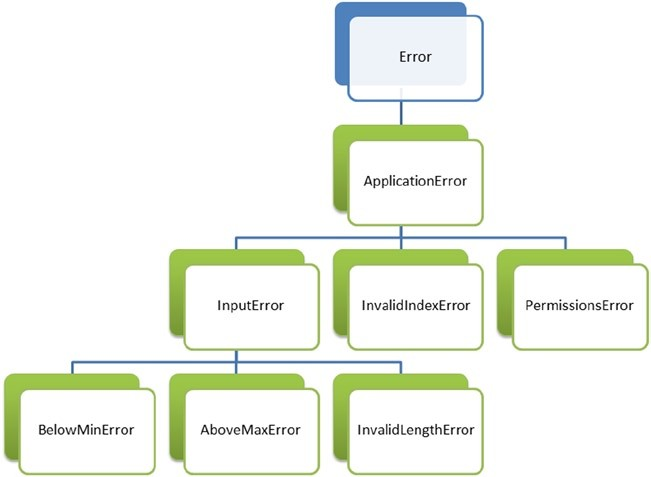 Error
ApplicationError
InputError
InvalidIndexError
PermissionsError
BelowMinError
AboveMaxError
InvalidLengthError